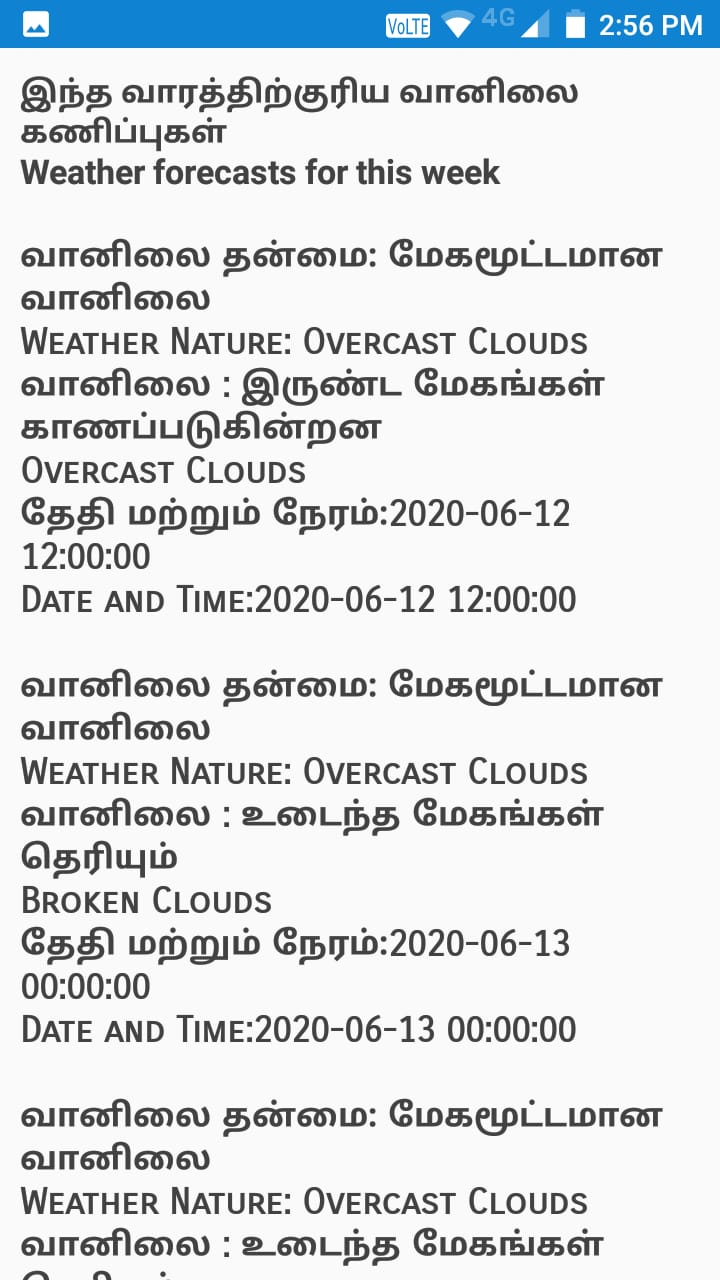 VoLTE 4G 2:56 PM
இந்த வாரத்திற்குரிய வானிலை
கணிப்புகள்
Weather forecasts for this week
வானிலை தன்மை: மேகமூட்டமான
வானிலை
WEATHER NATURE: OVERCAST CLOUDS
வானிலை : இருண்ட மேகங்கள்
காணப்படுகின்றன
OVERCAST CLOUDS
தேதி மற்றும் நேரம்:2020-06-12
12:00:00
DATE AND TIME:2020-06-12 12:00:00
வானிலை தன்மை: மேகமூட்டமான
வானிலை
WEATHER NATURE: OVERCAST CLOUDS
வானிலை : உடைந்த மேகங்கள்
தெரியும்
BROKEN CLOUDS
தேதி மற்றும் நேரம்:2020-06-13
00:00:00
DATE AND TIME:2020-06-13 00:00:00
வானிலை தன்மை: மேகமூட்டமான
வானிலை
WEATHER NATURE: OVERCAST CLOUDS
வானிலை : உடைந்த மேகங்கள்